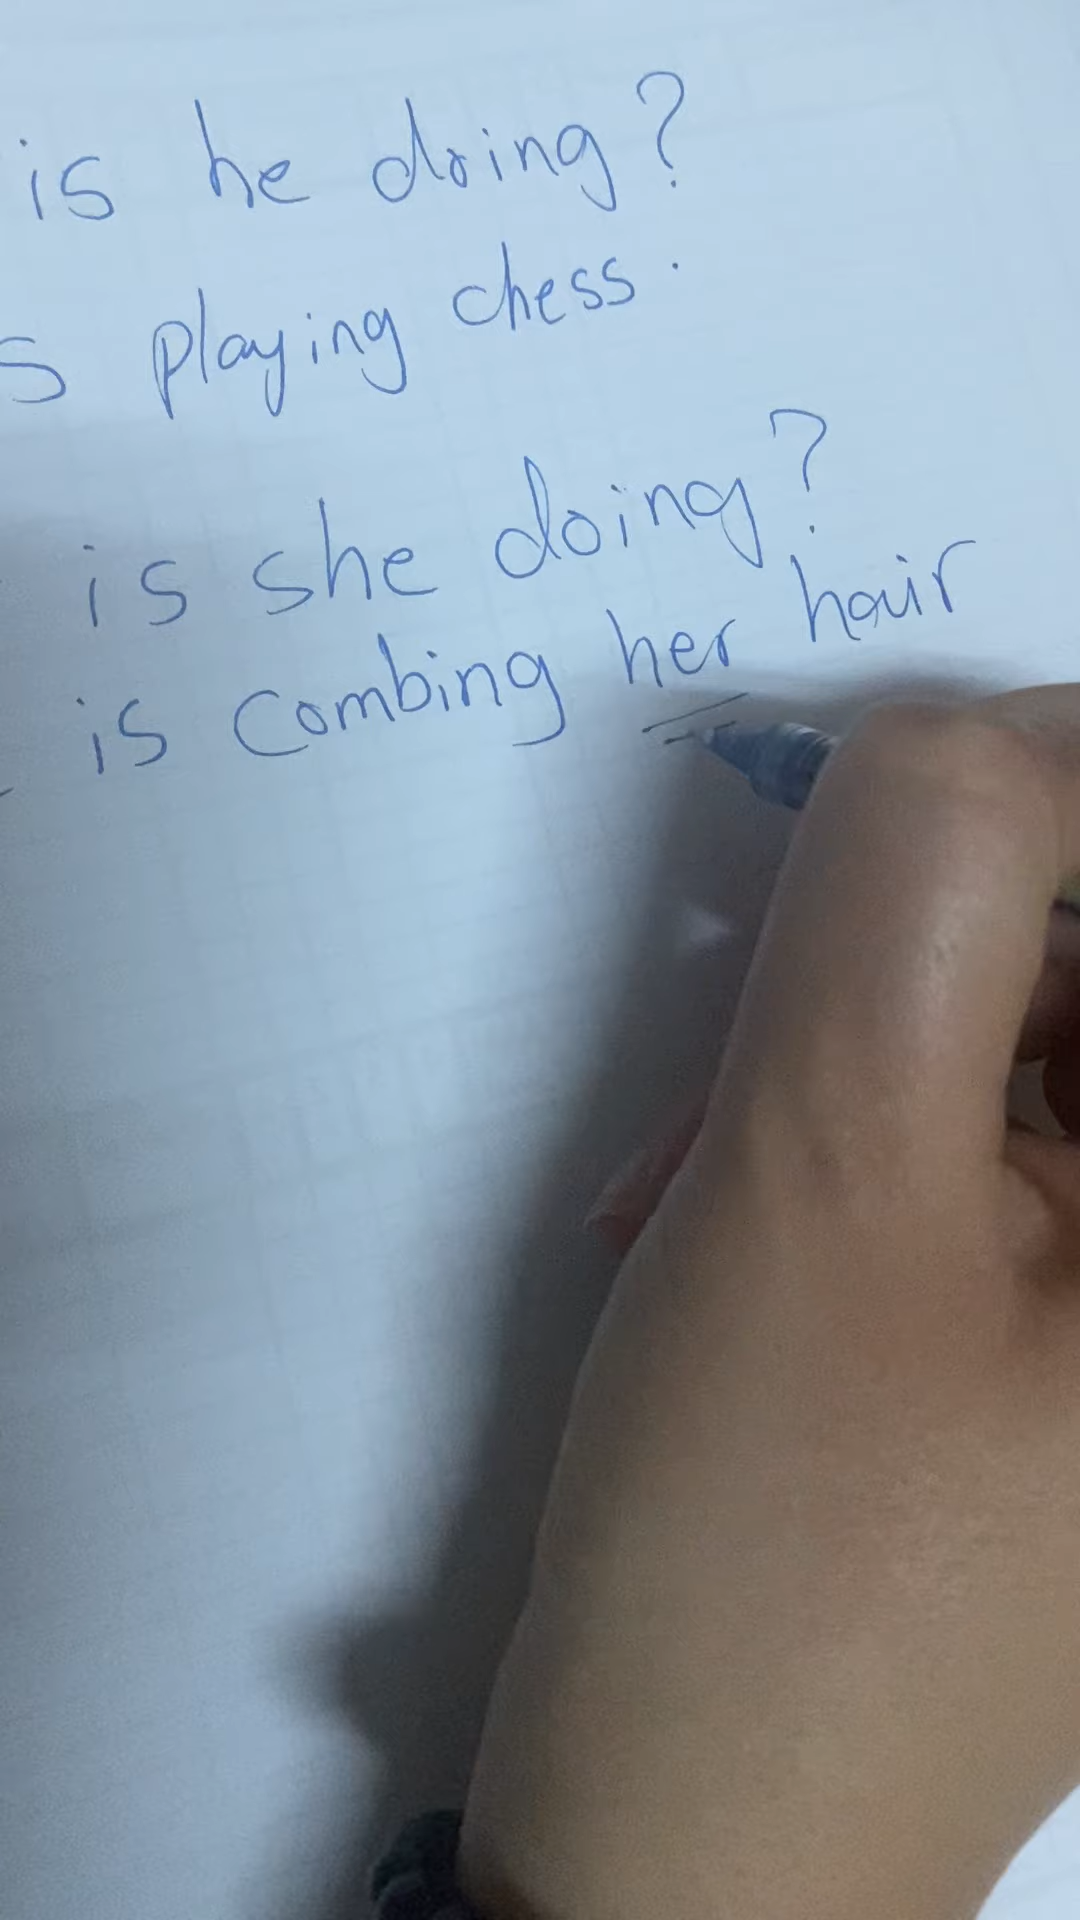 is he doing?
s playing chess.
is she doing?
is combing her hair